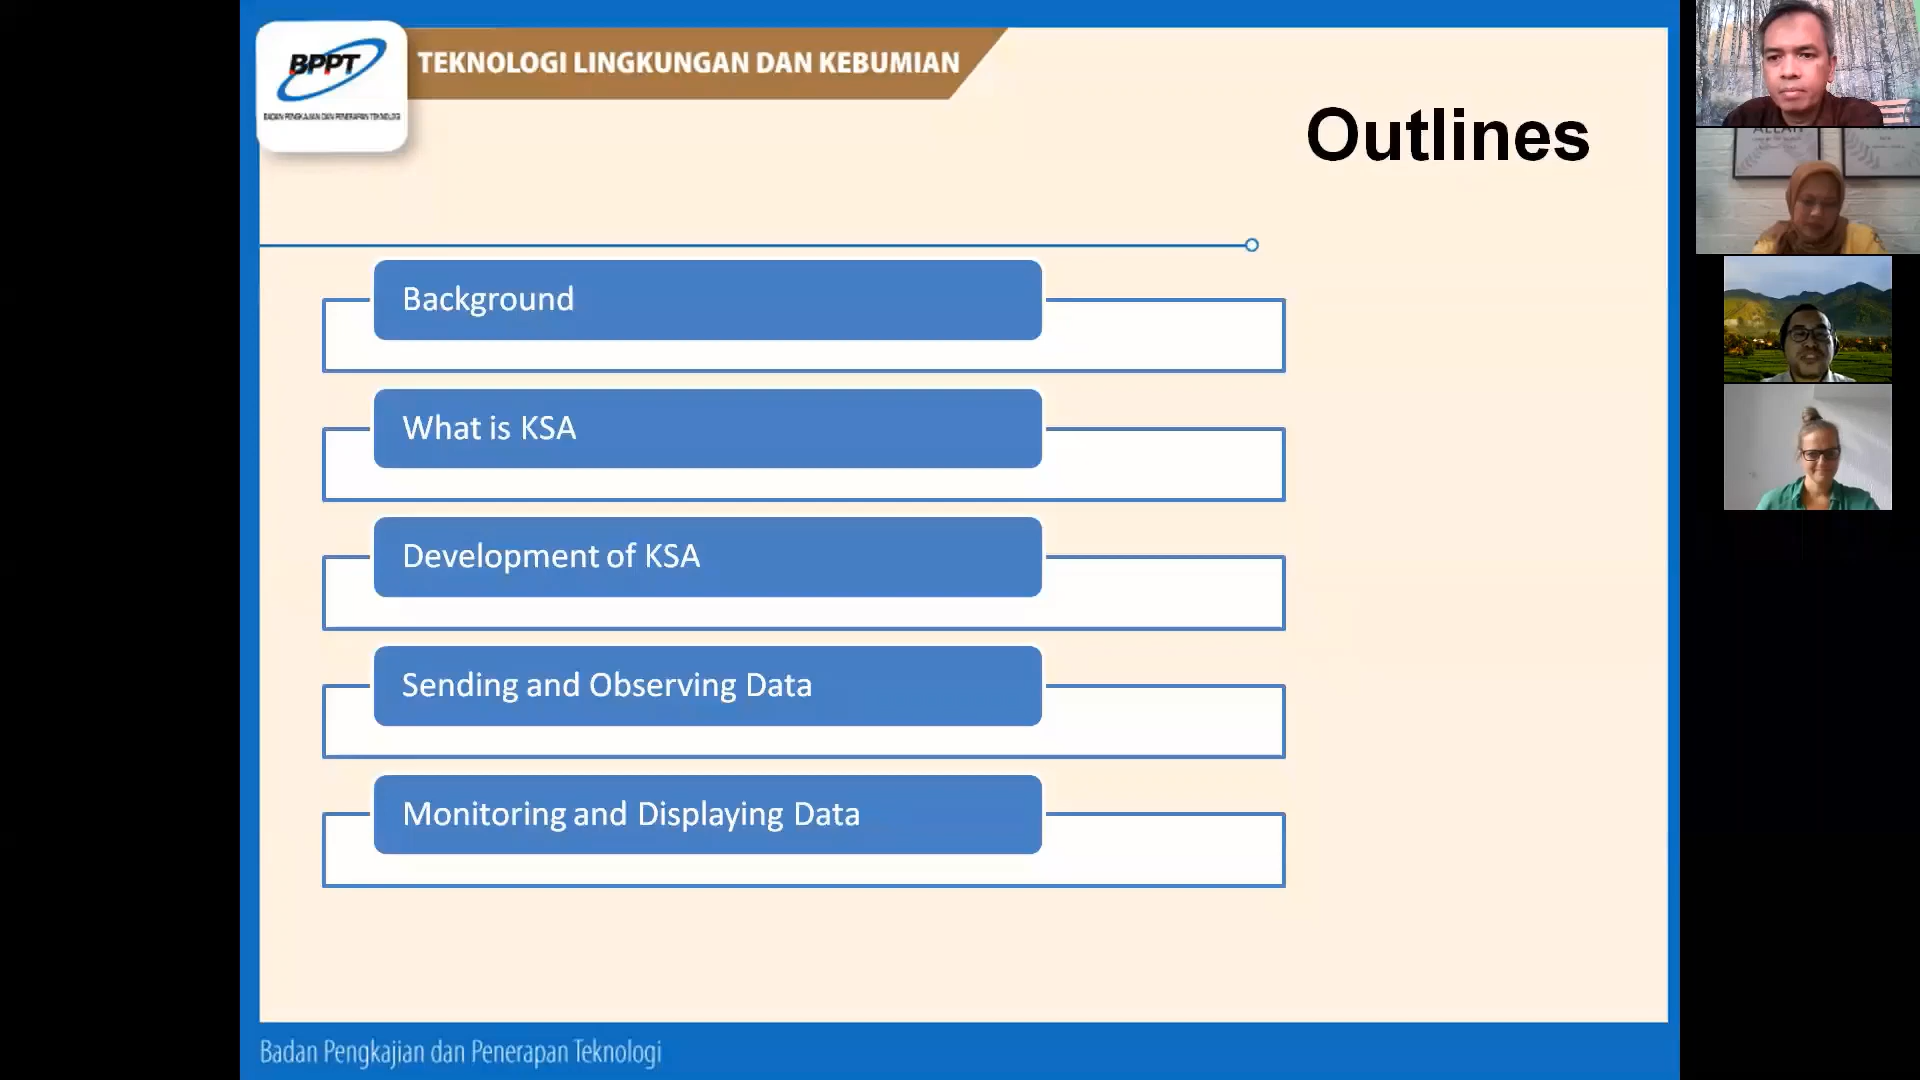 BPPT
BADAN PENGKAJIAN DAN PENERAPAN TEKNOLOGI
TEKNOLOGI LINGKUNGAN DAN KEBUMIAN
Outlines
Background
What is KSA
Development of KSA
Sending and Observing Data
Monitoring and Displaying Data
Badan Pengkajian dan Penerapan Teknologi
ALLAH